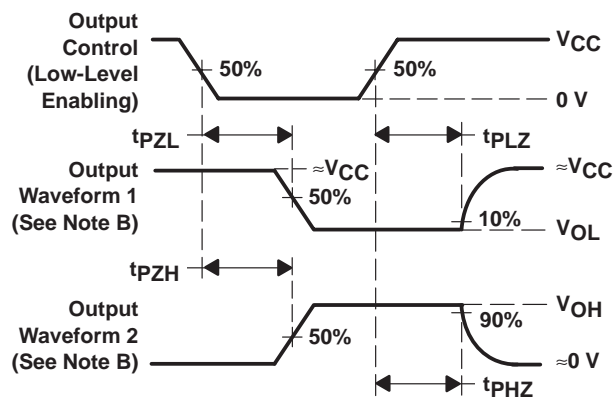 Output
Control
(Low-Level
Enabling)
50%
50%
VCC
0 V
tPZL
tPLZ
Output
Waveform 1
(See Note B)
≈VCC
50%
≈VCC
10%
VOL
tPZH
Output
Waveform 2
(See Note B)
50%
VOH
90%
≈0 V
tPHZ